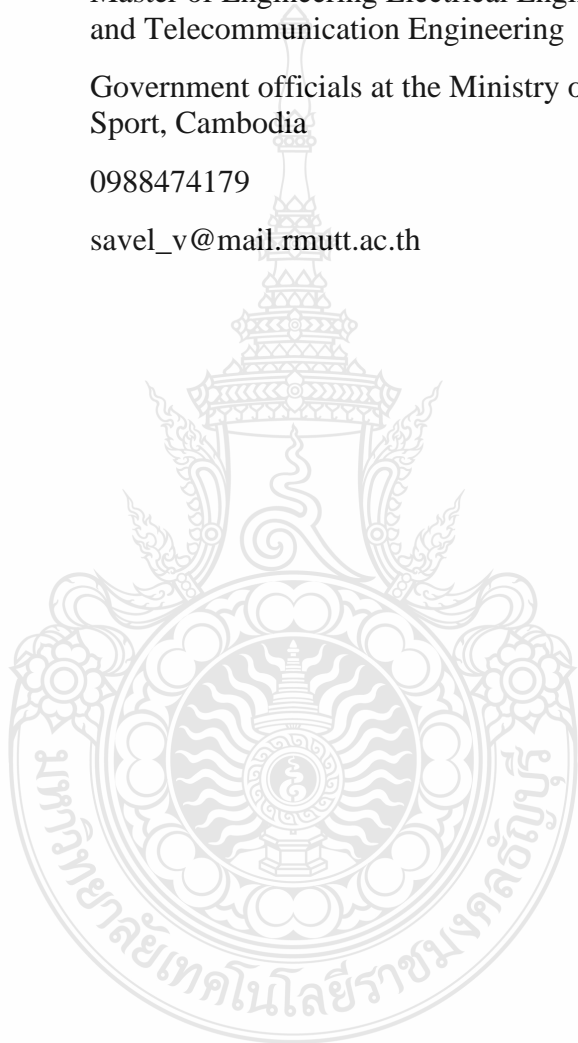 Master of Engineering Electrical Engi
and Telecommunication Engineering
Government officials at the Ministry o
Sport, Cambodia
0988474179
savel_v@mail.rmutt.ac.th
มหาวิทยาลัยเทคโนโลยีราชมงคลธัญบุรี